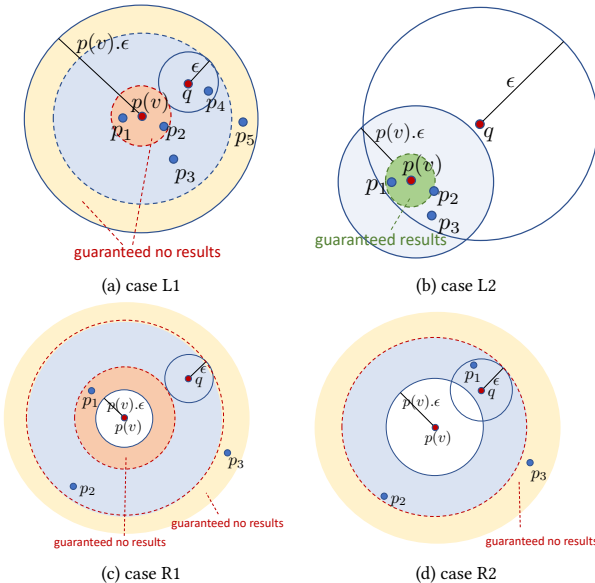 p(v).ϵ
ϵ
q
p(v)
p₄
p₁
p₂
p₅
p₃
guaranteed no results
(a) case L1
ϵ
p(v).ϵ
q
p(v)
p₁
p₂
p₃
guaranteed results
(b) case L2
ϵ
q
p₁
p(v).ϵ
p(v)
p₃
p₂
guaranteed no results
guaranteed no results
(c) case R1
p₁
ϵ
q
p(v).ϵ
p(v)
p₃
p₂
guaranteed no results
(d) case R2